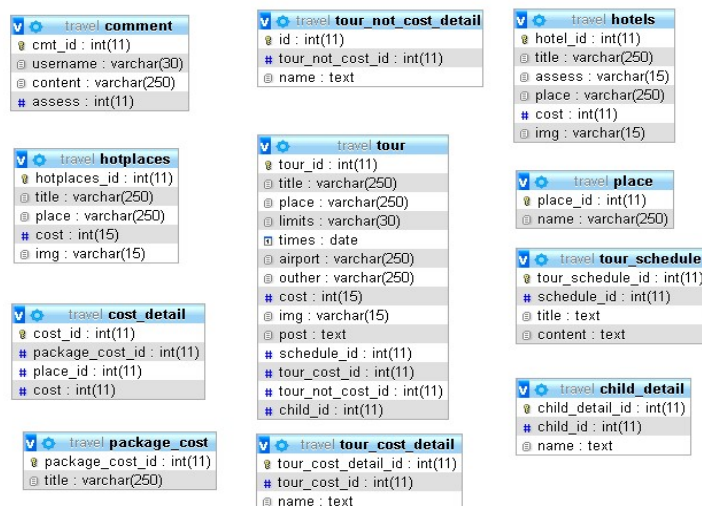 travel comment
cmt_id : int(11)
username : varchar(30)
content : varchar(250)
# assess : int(11)
travel hotplaces
hotplaces_id : int(11)
title : varchar(250)
place : varchar(250)
# cost : int(15)
img : varchar(15)
travel cost_detail
cost_id : int(11)
# package_cost_id : int(11)
# place_id : int(11)
# cost : int(11)
travel package_cost
package_cost_id : int(11)
title : varchar(250)
travel tour_not_cost_detail
id : int(11)
# tour_not_cost_id : int(11)
name : text
travel tour
tour_id : int(11)
title : varchar(250)
place : varchar(250)
limits : varchar(30)
times : date
airport : varchar(250)
outher : varchar(250)
# cost : int(15)
img : varchar(15)
post : text
# schedule_id : int(11)
# tour_cost_id : int(11)
# tour_not_cost_id : int(11)
# child_id : int(11)
travel tour_cost_detail
tour_cost_detail_id : int(11)
# tour_cost_id : int(11)
name : text
travel hotels
hotel_id : int(11)
title : varchar(250)
assess : varchar(15)
place : varchar(250)
# cost : int(11)
img : varchar(15)
travel place
place_id : int(11)
name : varchar(250)
travel tour_schedule
tour_schedule_id : int(11)
# schedule_id : int(11)
title : text
content : text
travel child_detail
child_detail_id : int(11)
# child_id : int(11)
name : text